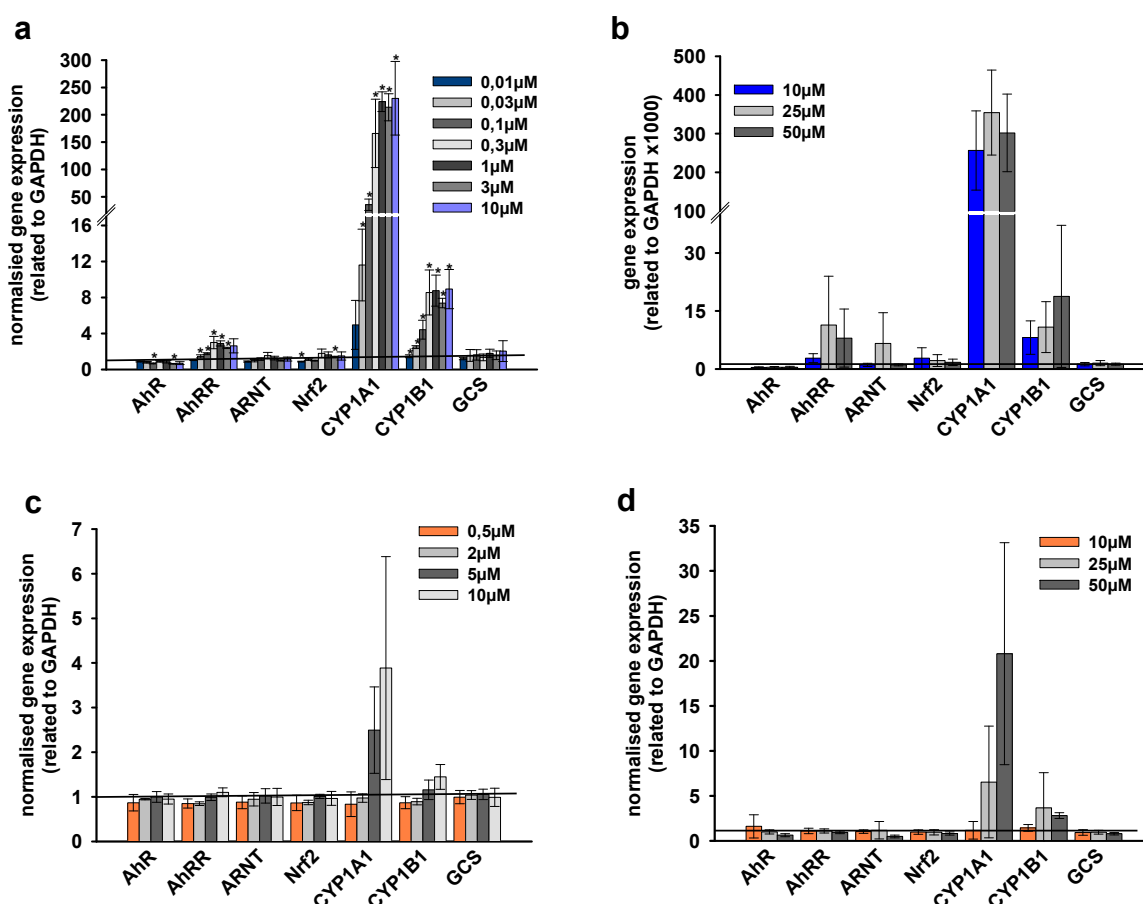 a
normalsied gene expression
(related to GAPDH)
300
250
200
150
100
50
16
12
8
4
0
0,01µM
0,03µM
0,1µM
0,3µM
1µM
3µM
10µM
* * * * * * * * * * * * * * * * * * * * * *
AhR
AhRR
ARNT
Nrf2
CYP1A1
CYP1B1
GCS
b
gene expression
(related to GAPDH x1000)
500
400
300
200
100
30
15
0
10µM
25µM
50µM
AhR
AhRR
ARNT
Nrf2
CYP1A1
CYP1B1
GCS
c
normalised gene expression
(related to GAPDH)
7
6
5
4
3
2
1
0
0,5µM
2µM
5µM
10µM
AhR
AhRR
ARNT
Nrf2
CYP1A1
CYP1B1
GCS
d
normalised gene expression
(related to GAPDH)
35
30
25
20
15
10
5
0
10µM
25µM
50µM
AhR
AhRR
ARNT
Nrf2
CYP1A1
CYP1B1
GCS